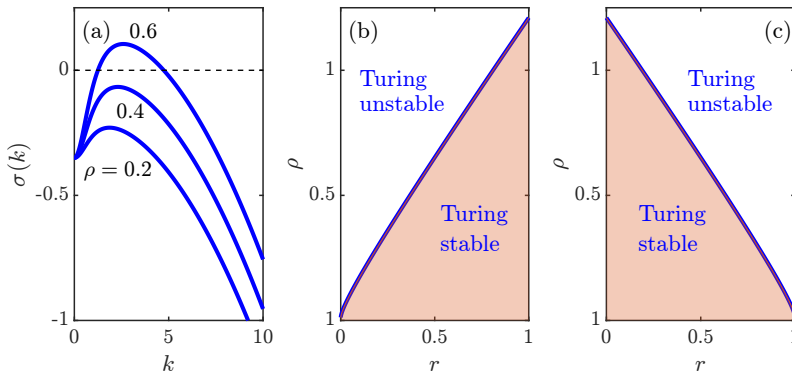 (a)
0.6
0.4
ρ = 0.2
0
-0.5
-1
σ(k)
0
5
10
k
(b)
Turing
unstable
Turing
stable
1
0.5
1
ρ
0
0.5
1
r
(c)
Turing
unstable
Turing
stable
1
0.5
1
ρ
0
0.5
1
r